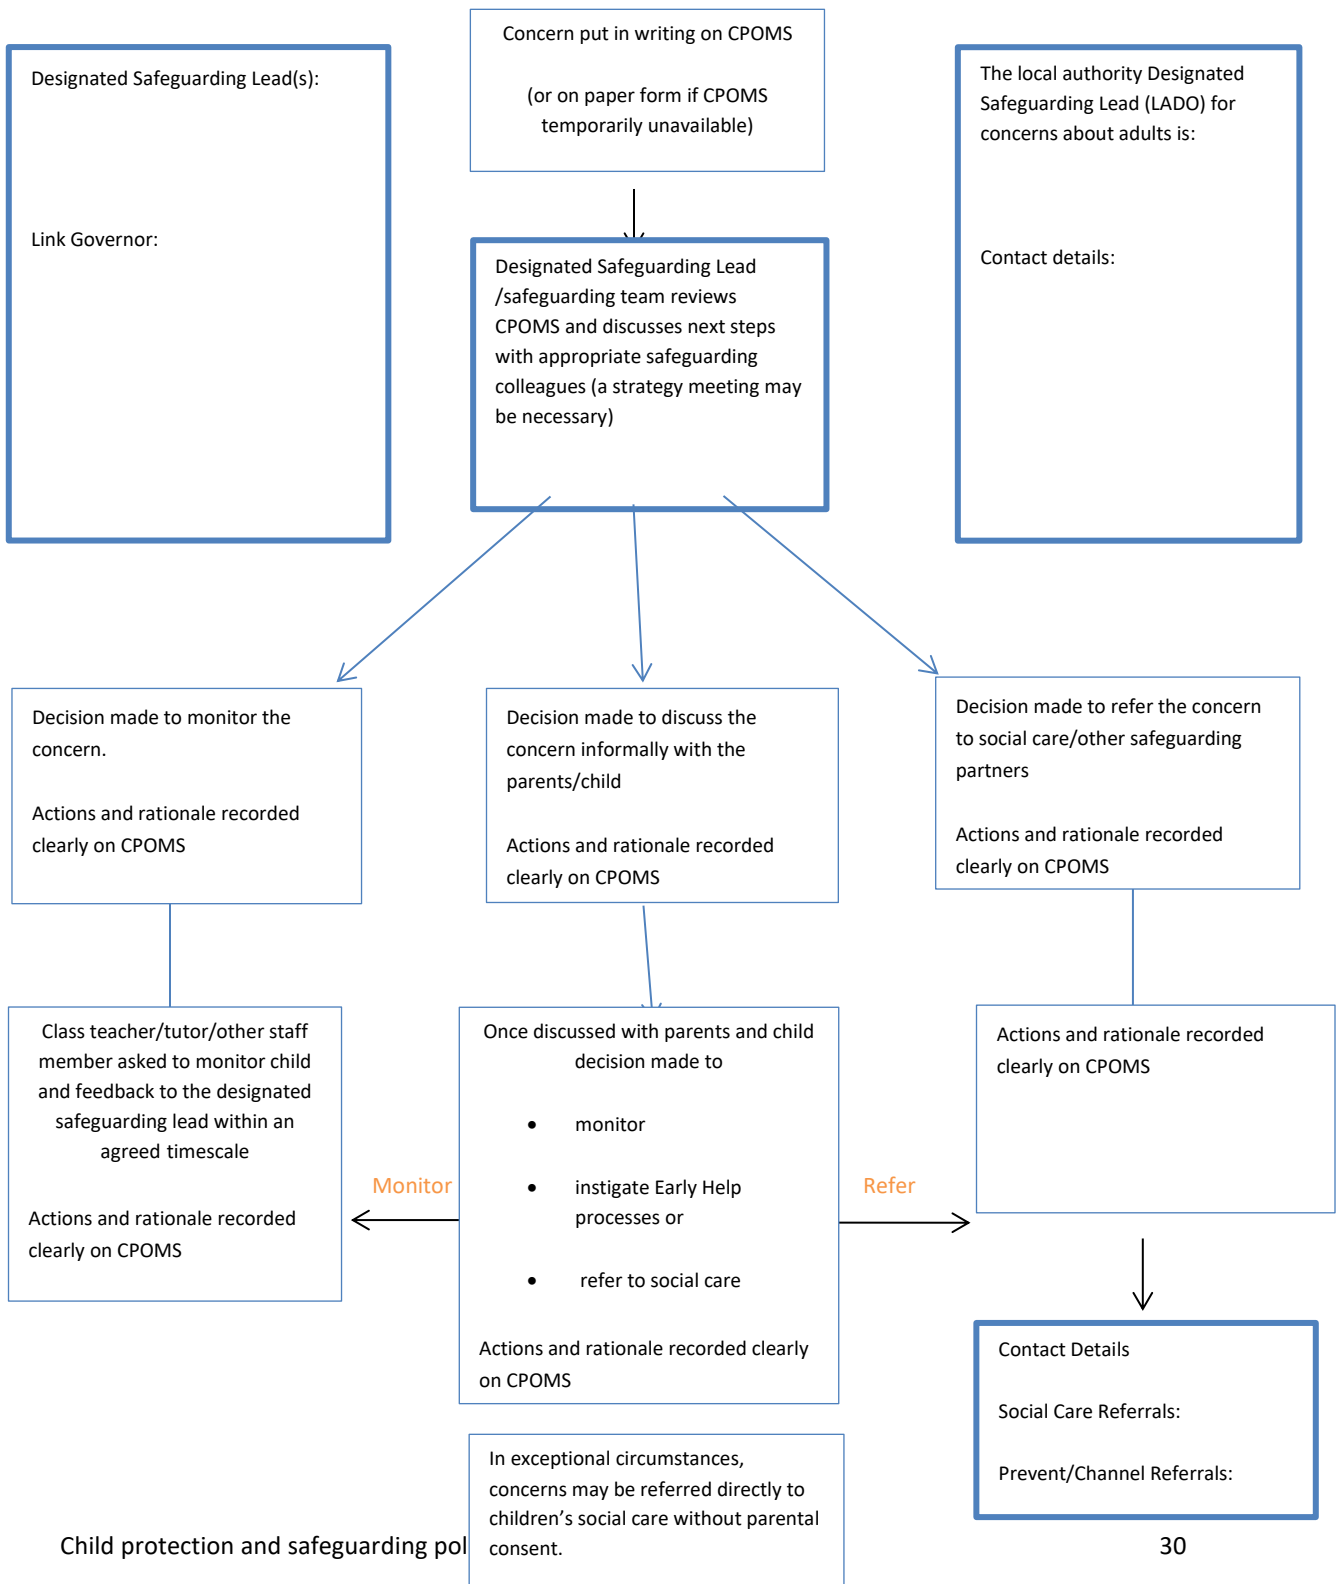 Concern put in writing on CPOMS
(or on paper form if CPOMS
temporarily unavailable)
Designated Safeguarding Lead(s):
Link Governor:
The local authority Designated
Safeguarding Lead (LADO) for
concerns about adults is:
Contact details:
Designated Safeguarding Lead
/safeguarding team reviews
CPOMS and discusses next steps
with appropriate safeguarding
colleagues (a strategy meeting may
be necessary)
Decision made to monitor the
concern.
Actions and rationale recorded
clearly on CPOMS
Decision made to discuss the
concern informally with the
parents/child
Actions and rationale recorded
clearly on CPOMS
Decision made to refer the concern
to social care/other safeguarding
partners
Actions and rationale recorded
clearly on CPOMS
Class teacher/tutor/other staff
member asked to monitor child
and feedback to the designated
safeguarding lead within an
agreed timescale
Actions and rationale recorded
clearly on CPOMS
Monitor
Once discussed with parents and child
decision made to
• monitor
• instigate Early Help
processes or
• refer to social care
Actions and rationale recorded clearly
on CPOMS
Refer
Actions and rationale recorded
clearly on CPOMS
Contact Details
Social Care Referrals:
Prevent/Channel Referrals:
In exceptional circumstances,
concerns may be referred directly to
children’s social care without parental
consent.
Child protection and safeguarding pol
30